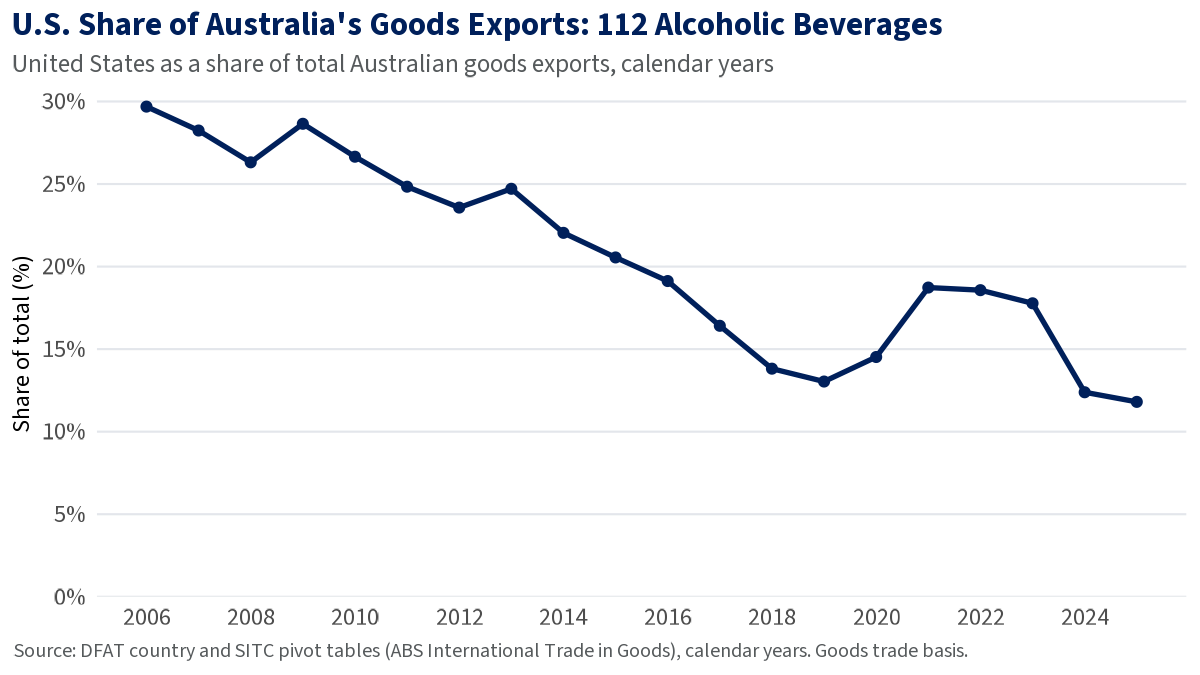 U.S. Share of Australia's Goods Exports: 112 Alcoholic Beverages
United States as a share of total Australian goods exports, calendar years
Share of total (%)
30%
25%
20%
15%
10%
5%
0%
2006 2008 2010 2012 2014 2016 2018 2020 2022 2024
Source: DFAT country and SITC pivot tables (ABS International Trade in Goods), calendar years. Goods trade basis.